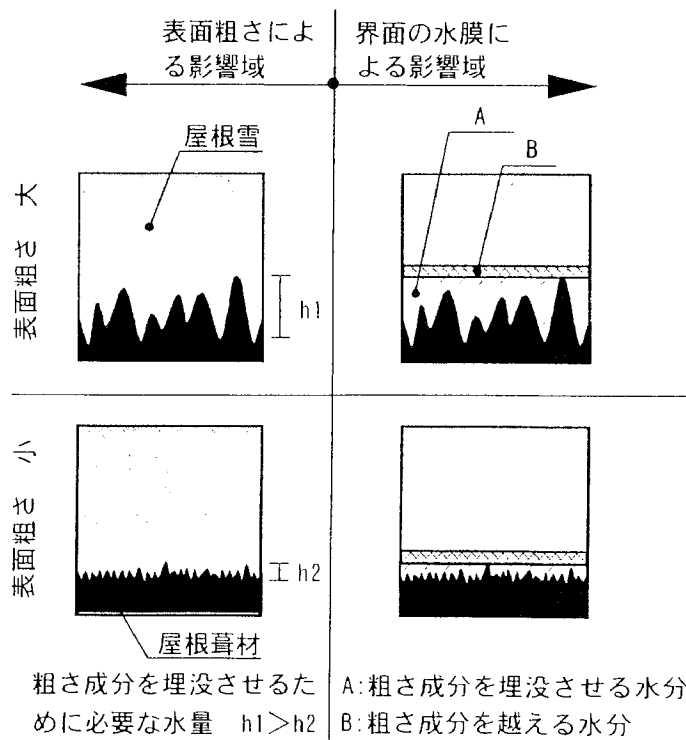 表面粗さによ
る影響域
界面の水膜に
よる影響域
屋根雪
A
B
表面粗さ 大
h1
表面粗さ 小
h2
屋根葺材
粗さ成分を埋没させるた
めに必要な水量 h1>h2
A:粗さ成分を埋没させる水分
B:粗さ成分を越える水分